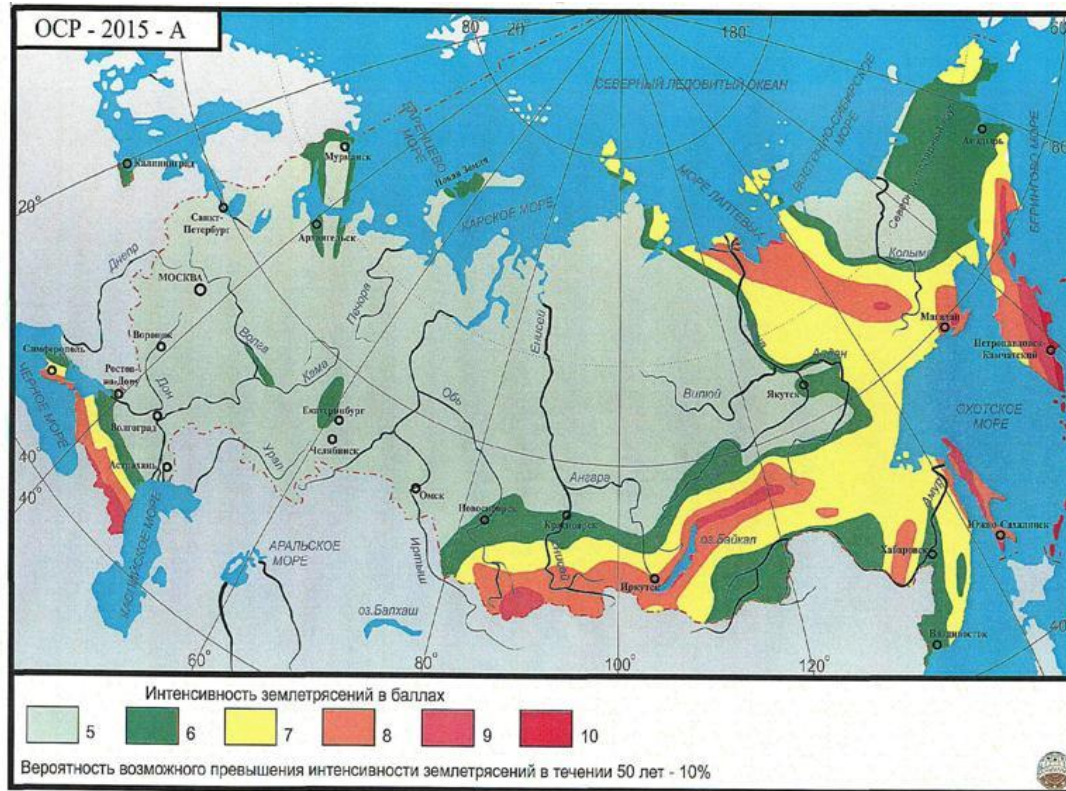 ОСР - 2015 - А
80
20°
180°
60
СЕВЕРНЫЙ ЛЕДОВИТЫЙ ОКЕАН
БАРЕНЦЕВО
МОРЕ
ВОСТОЧНО-СИБИРСКОЕ
МОРЕ
Северный полярный круг
Анадырь
БЕРИНГОВО МОРЕ
Калининград
Мурманск
Новая Земля
МОРЕ ЛАПТЕВЫХ
КАРСКОЕ МОРЕ
20°
Санкт-
Петербург
Архангельск
Колыма
Днепр
МОСКВА
Печора
Енисей
Магадан
Петропавловск-
Камчатский
Воронеж
Волга
Кама
Обь
Вилюй
Алдан
Якутск
Симферополь
Ростов-
на-Дону
Дон
Екатеринбург
Волгоград
Челябинск
ОХОТСКОЕ
МОРЕ
ЧЕРНОЕ МОРЕ
40°
40°
Астрахань
Урал
Ангара
Омск
Новосибирск
Красноярск
Амур
Южно-Сахалинск
оз.Байкал
Хабаровск
КАСПИЙСКОЕ МОРЕ
АРАЛЬСКОЕ
МОРЕ
Иртыш
Иркутск
оз.Балхаш
Владивосток
60°
80°
100°
120°
Интенсивность землетрясений в баллах
5 6 7 8 9 10
Вероятность возможного превышения интенсивности землетрясений в течении 50 лет - 10%